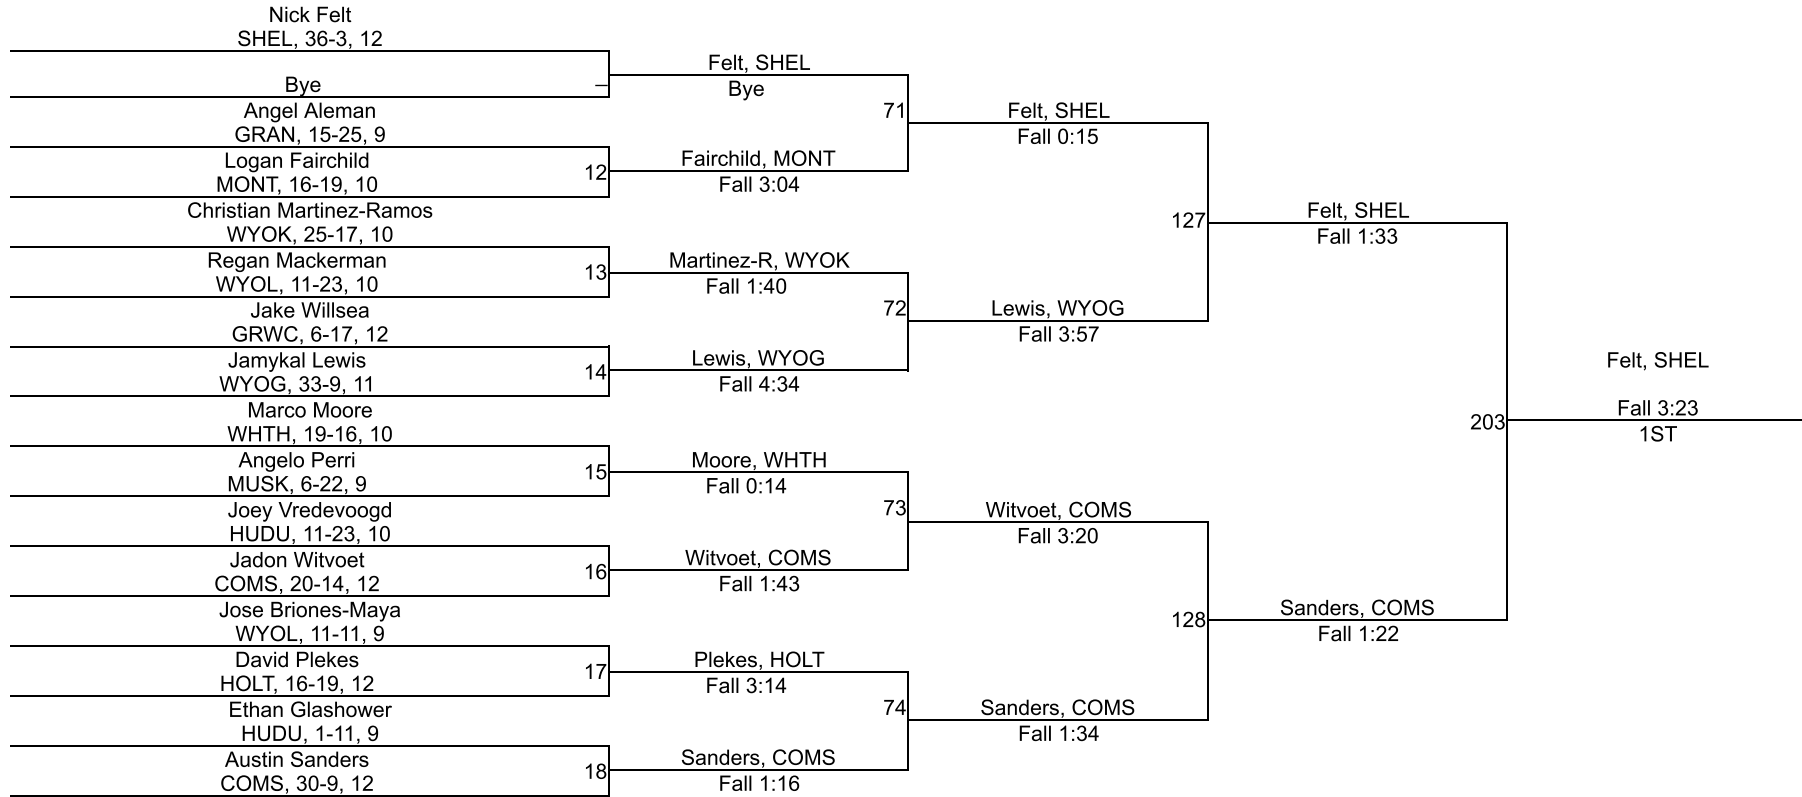 Nick Felt
SHEL, 36-3, 12
Bye
Angel Aleman
GRAN, 15-25, 9
Logan Fairchild
MONT, 16-19, 10
Christian Martinez-Ramos
WYOK, 25-17, 10
Regan Mackerman
WYOL, 11-23, 10
Jake Willsea
GRWC, 6-17, 12
Jamykal Lewis
WYOG, 33-9, 11
Marco Moore
WHTH, 19-16, 10
Angelo Perri
MUSK, 6-22, 9
Joey Vredevoogd
HUDU, 11-23, 10
Jadon Witvoet
COMS, 20-14, 12
Jose Briones-Maya
WYOL, 11-11, 9
David Plekes
HOLT, 16-19, 12
Ethan Glashower
HUDU, 1-11, 9
Austin Sanders
COMS, 30-9, 12
–
12
13
14
15
16
17
18
Felt, SHEL
Bye
Fairchild, MONT
Fall 3:04
Martinez-R, WYOK
Fall 1:40
Lewis, WYOG
Fall 4:34
Moore, WHTH
Fall 0:14
Witvoet, COMS
Fall 1:43
Plekes, HOLT
Fall 3:14
Sanders, COMS
Fall 1:16
71
72
73
74
Felt, SHEL
Fall 0:15
Lewis, WYOG
Fall 3:57
Witvoet, COMS
Fall 3:20
Sanders, COMS
Fall 1:34
127
128
Felt, SHEL
Fall 1:33
Sanders, COMS
Fall 1:22
203
Felt, SHEL
Fall 3:23
1ST